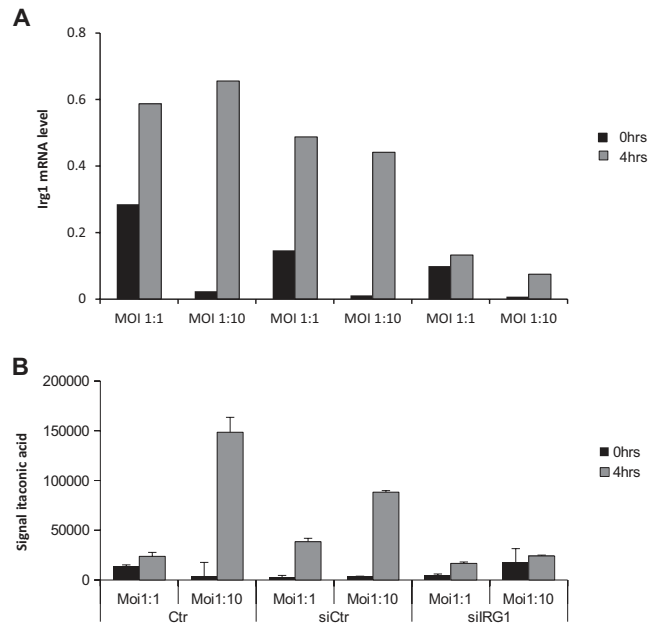 A
Irg1 mRNA level
0.8
0.6
0.4
0.2
0
0hrs
4hrs
MOI 1:1 MOI 1:10 MOI 1:1 MOI 1:10 MOI 1:1 MOI 1:10
B
Signal itaconic acid
200000
150000
100000
50000
0
0hrs
4hrs
Moi1:1 Moi1:10 Moi1:1 Moi1:10 Moi1:1 Moi1:10
Ctr siCtr siIRG1